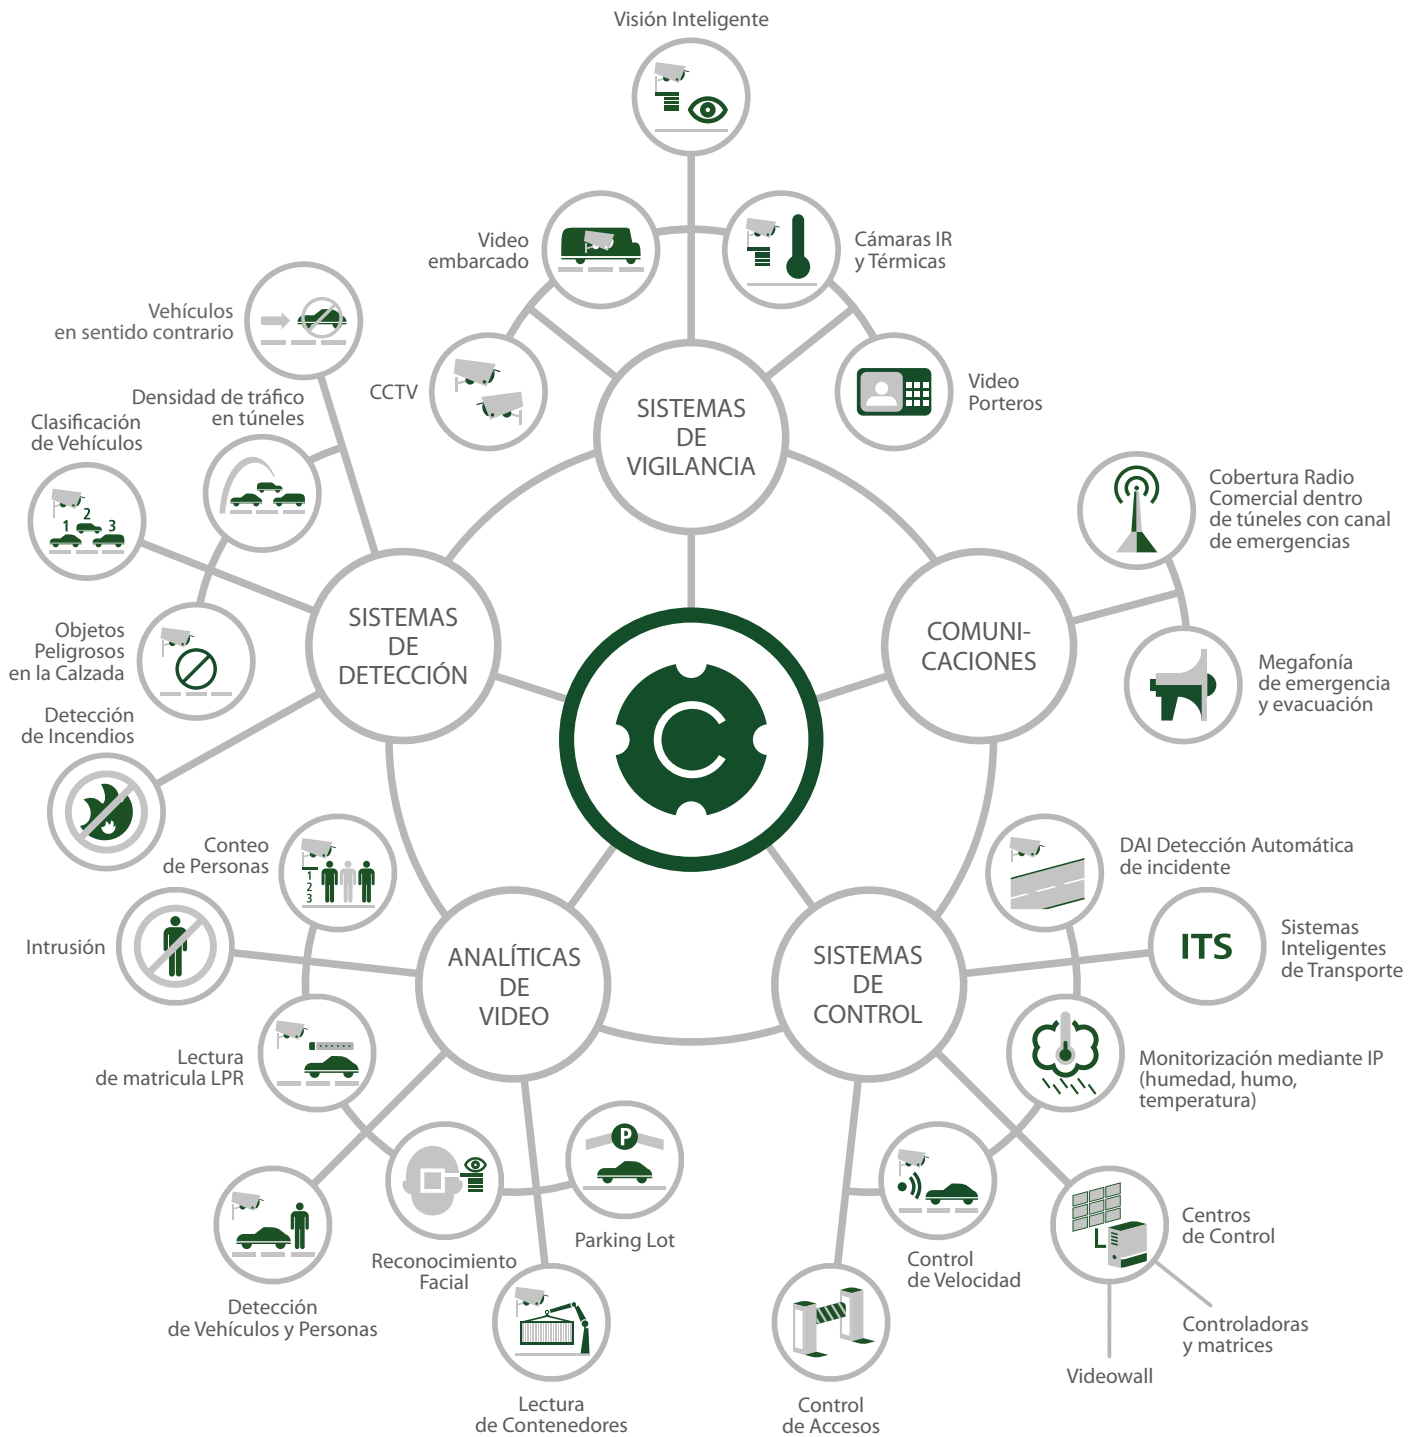 Visión Inteligente
Video
embarcado
Cámaras IR
y Térmicas
CCTV
Video
Porteros
SISTEMAS
DE
VIGILANCIA
Vehículos
en sentido contrario
Densidad de tráfico
en túneles
Clasificación
de Vehículos
1
2
3
Objetos
Peligrosos
en la Calzada
Detección
de Incendios
SISTEMAS
DE
DETECCIÓN
Cobertura Radio
Comercial dentro
de túneles con canal
de emergencias
COMUNI-
CACIONES
Megafonía
de emergencia
y evacuación
C
Conteo
de Personas
1
2
3
Intrusión
ANALÍTICAS
DE
VIDEO
Lectura
de matricula LPR
Detección
de Vehículos y Personas
Reconocimiento
Facial
P
Parking Lot
Lectura
de Contenedores
DAI Detección Automática
de incidente
ITS
Sistemas
Inteligentes
de Transporte
SISTEMAS
DE
CONTROL
Monitorización mediante IP
(humedad, humo,
temperatura)
Control
de Velocidad
Centros
de Control
Controladoras
y matrices
Videowall
Control
de Accesos